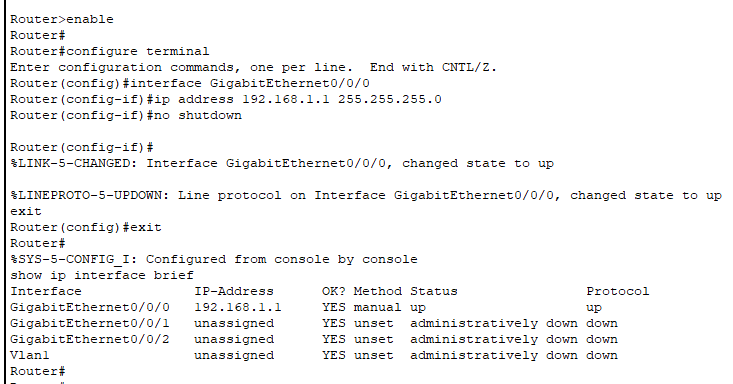 Router>enable
Router#
Router#configure terminal
Enter configuration commands, one per line.  End with CNTL/Z.
Router(config)#interface GigabitEthernet0/0/0
Router(config-if)#ip address 192.168.1.1 255.255.255.0
Router(config-if)#no shutdown
Router(config-if)#
%LINK-5-CHANGED: Interface GigabitEthernet0/0/0, changed state to up
%LINEPROTO-5-UPDOWN: Line protocol on Interface GigabitEthernet0/0/0, changed state to up
exit
Router(config)#exit
Router#
%SYS-5-CONFIG_I: Configured from console by console
show ip interface brief
Interface              IP-Address      OK? Method Status                Protocol
GigabitEthernet0/0/0   192.168.1.1     YES manual up                    up
GigabitEthernet0/0/1   unassigned      YES unset  administratively down down
GigabitEthernet0/0/2   unassigned      YES unset  administratively down down
Vlan1                  unassigned      YES unset  administratively down down
Router#